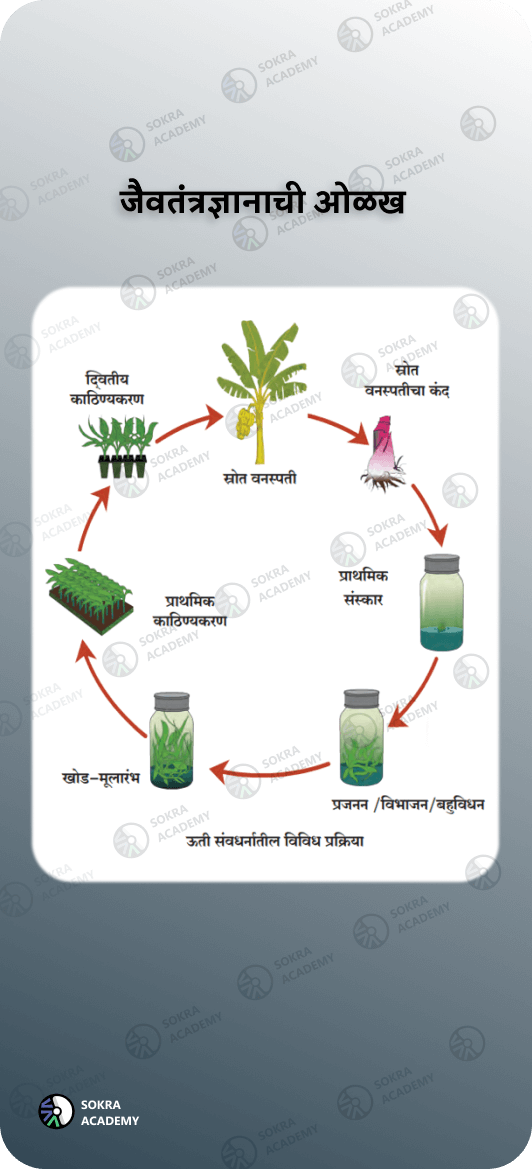 जैवतंत्रज्ञानाची ओळख
द्वितीय
काठिण्यकरण
स्रोत
वनस्पतीचा कंद
स्रोत वनस्पती
प्राथमिक
संस्कार
प्राथमिक
काठिण्यकरण
खोड–मूलारंभ
प्रजनन /विभाजन/बहुविधन
ऊती संवधर्नातील विविध प्रक्रिया
SOKRA
ACADEMY